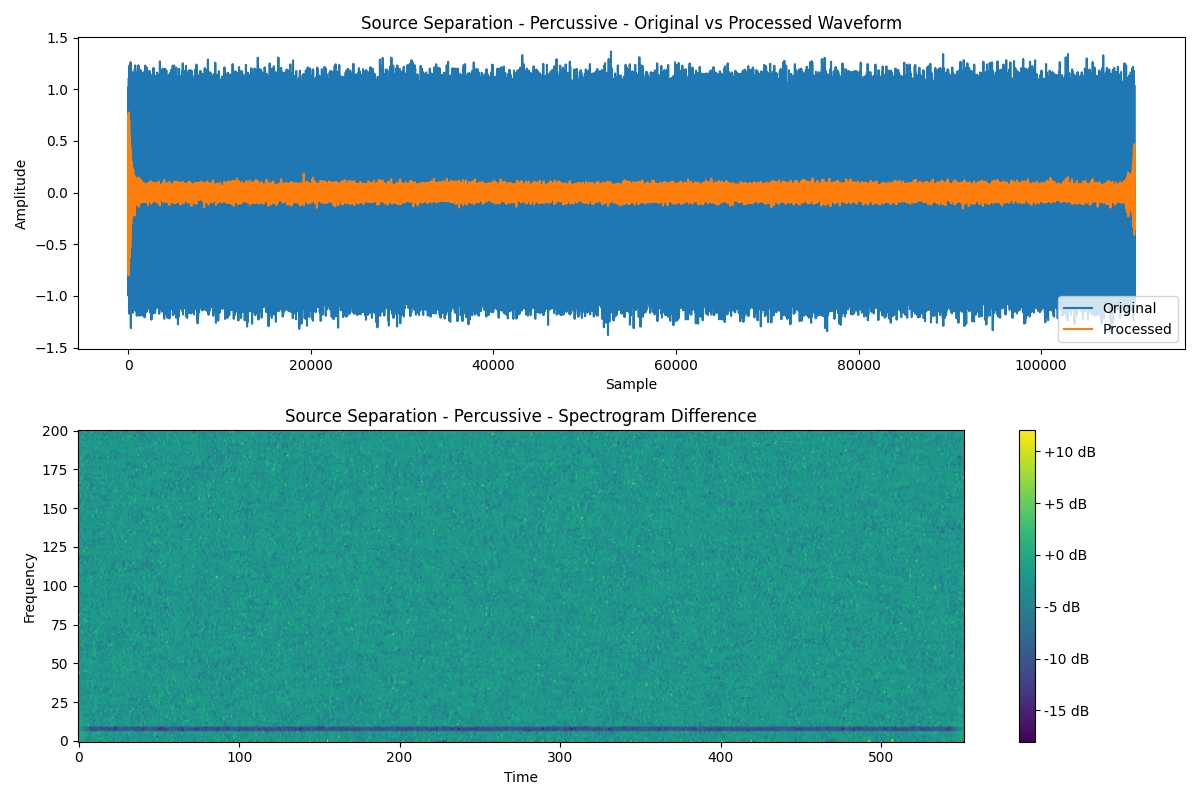 Source Separation - Percussive - Original vs Processed Waveform
1.5
1.0
0.5
0.0
−0.5
−1.0
−1.5
Amplitude
Original
Processed
0
20000
40000
60000
80000
100000
Sample
Source Separation - Percussive - Spectrogram Difference
200
175
150
125
100
75
50
25
0
Frequency
0
100
200
300
400
500
Time
+10 dB
+5 dB
+0 dB
-5 dB
-10 dB
-15 dB